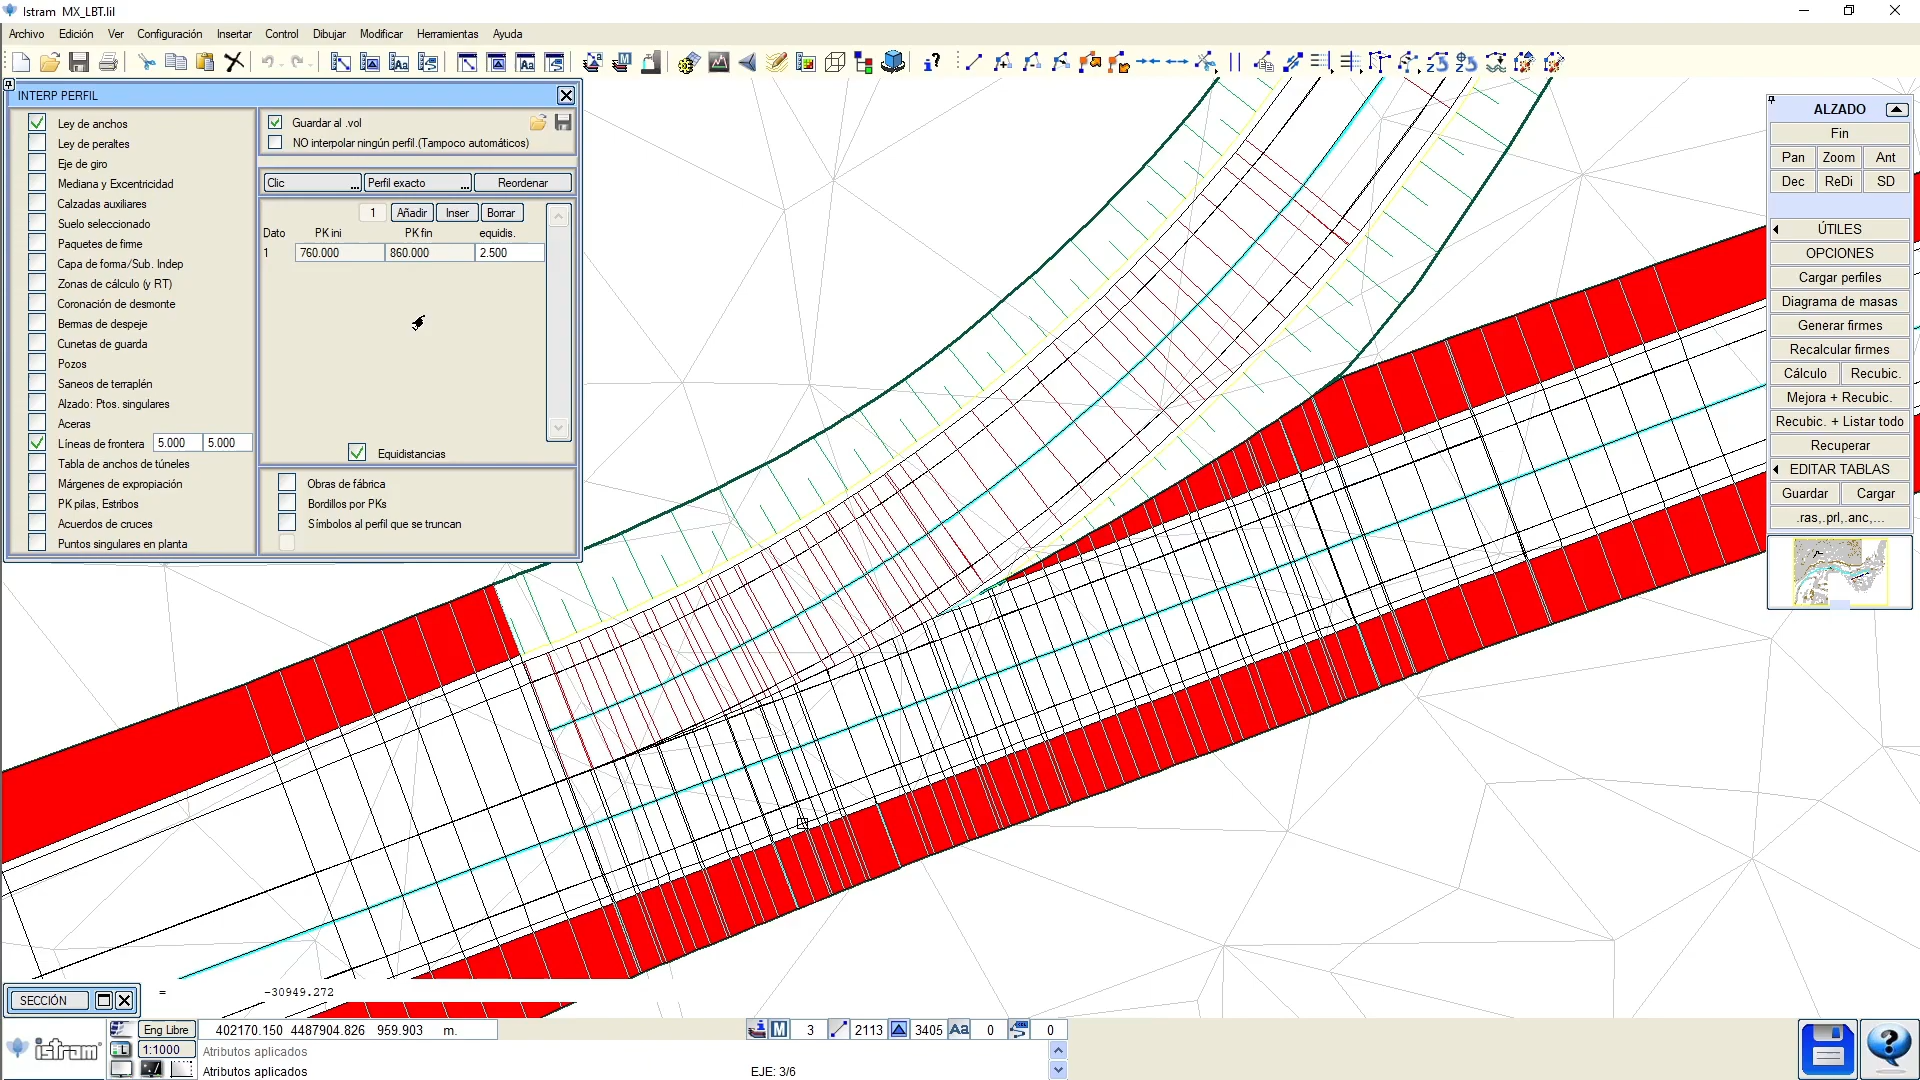 Istram MX_LBT.lil
Archivo Edición Ver Configuración Insertar Control Dibujar Modificar Herramientas Ayuda
INTERP PERFIL
Ley de anchos
Ley de peraltes
Eje de giro
Mediana y Excentricidad
Calzadas auxiliares
Suelo seleccionado
Paquetes de firme
Capa de forma/Sub. Indep
Zonas de cálculo (y RT)
Coronación de desmonte
Bermas de despeje
Cunetas de guarda
Pozos
Saneos de terraplén
Alzado: Ptos. singulares
Aceras
Líneas de frontera 5.000 5.000
Tabla de anchos de túneles
Márgenes de expropiación
PK pilas, Estribos
Acuerdos de cruces
Puntos singulares en planta
Guardar al .vol
NO interpolar ningún perfil.(Tampoco automáticos)
Clic ... Perfil exacto ... Reordenar
1 Añadir Inser Borrar
Dato PK ini PK fin equidis.
1 760.000 860.000 2.500
Equidistancias
Obras de fábrica
Bordillos por PKs
Símbolos al perfil que se truncan
ALZADO
Fin
Pan Zoom Ant
Dec ReDi SD
ÚTILES
OPCIONES
Cargar perfiles
Diagrama de masas
Generar firmes
Recalcular firmes
Cálculo Recubic.
Mejora + Recubic.
Recubic. + Listar todo
Recuperar
EDITAR TABLAS
Guardar Cargar
.ras,.prl,.anc,...
SECCIÓN
= -30949.272
istram
Eng Libre
1:1000
402170.150 4487904.826 959.903 m.
Atributos aplicados
Atributos aplicados
M 3 2113 3405 Aa 0 0
EJE: 3/6